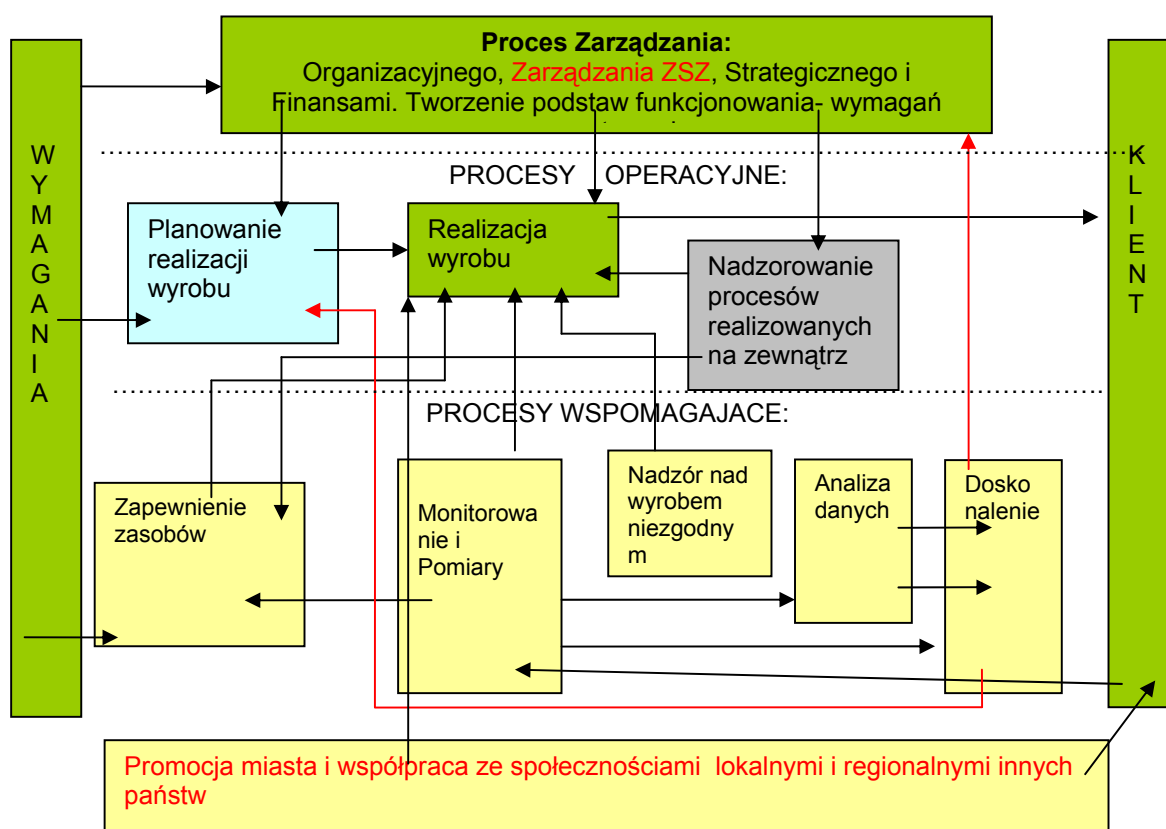 Proces Zarządzania:
Organizacyjnego, Zarządzania ZSZ, Strategicznego i
Finansami. Tworzenie podstaw funkcjonowania- wymagań
WYMAGANIA
KLIENT
PROCESY OPERACYJNE:
Planowanie
realizacji
wyrobu
Realizacja
wyrobu
Nadzorowanie
procesów
realizowanych
na zewnątrz
PROCESY WSPOMAGAJACE:
Zapewnienie
zasobów
Monitorowa
nie i
Pomiary
Nadzór nad
wyrobem
niezgodny
m
Analiza
danych
Dosko
nalenie
Promocja miasta i współpraca ze społecznościami lokalnymi i regionalnymi innych
państw